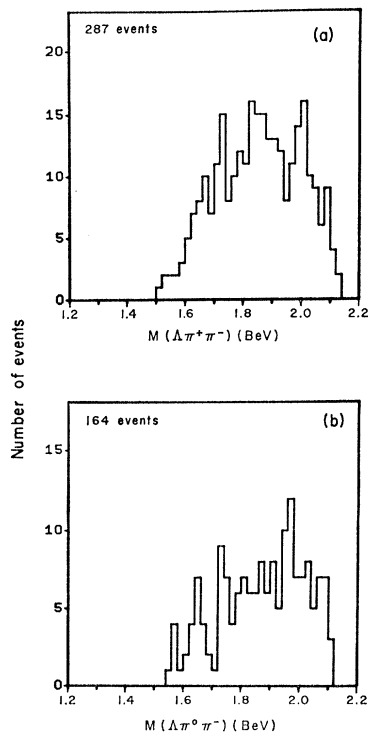 287 events
(a)
20
15
10
5
0
1.2 1.4 1.6 1.8 2.0 2.2
M (Λπ⁺π⁻) (BeV)
Number of events
164 events
(b)
15
10
5
0
1.2 1.4 1.6 1.8 2.0 2.2
M (Λπ⁰π⁻) (BeV)